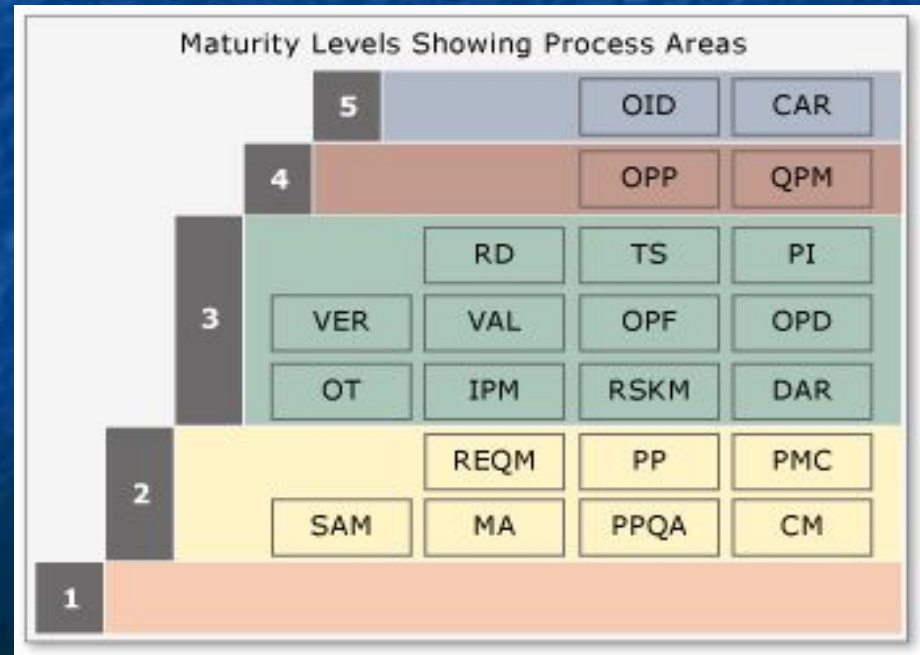 Maturity Levels Showing Process Areas
5 OID CAR
4 OPP QPM
RD TS PI
3 VER VAL OPF OPD
OT IPM RSKM DAR
REQM PP PMC
2
SAM MA PPQA CM
1